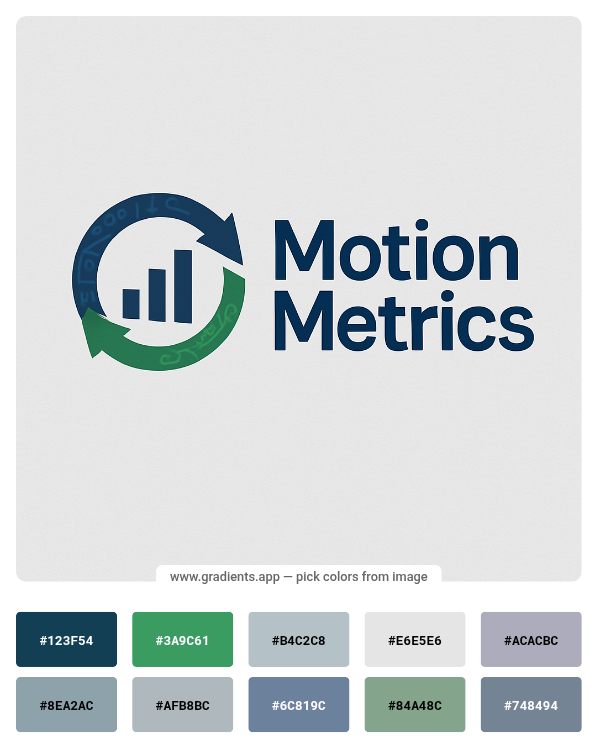 Motion
Metrics
www.gradients.app — pick colors from image
#123F54
#3A9C61
#B4C2C8
#E6E5E6
#ACACBC
#8EA2AC
#AFB8BC
#6C819C
#84A48C
#748494